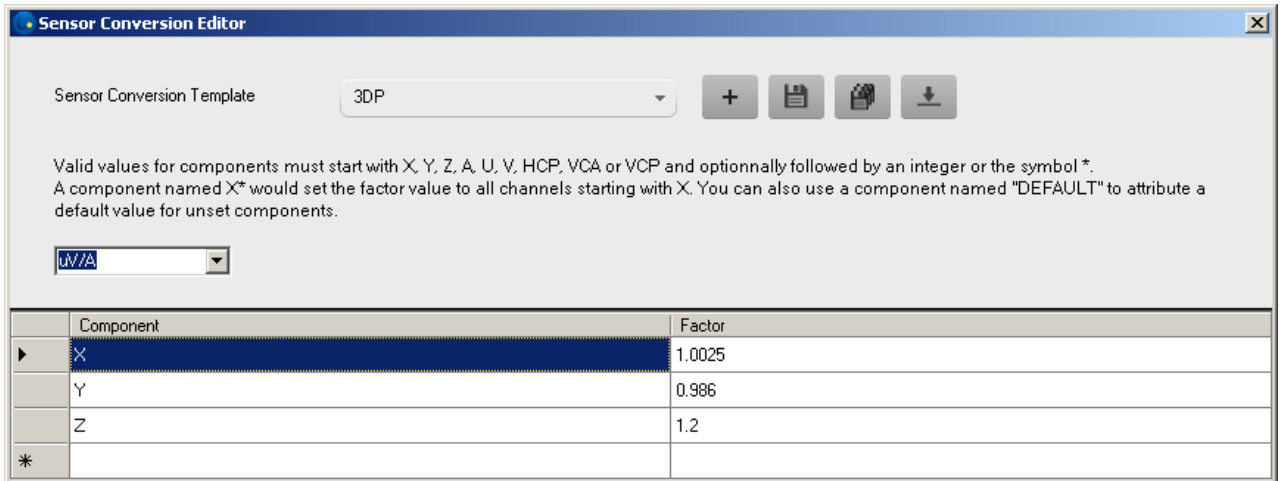 Sensor Conversion Editor
Sensor Conversion Template 3DP
Valid values for components must start with X, Y, Z, A, U, V, HCP, VCA or VCP and optionnally followed by an integer or the symbol *.
A component named X* would set the factor value to all channels starting with X. You can also use a component named "DEFAULT" to attribute a
default value for unset components.
uV/A
Component Factor
X 1.0025
Y 0.986
Z 1.2